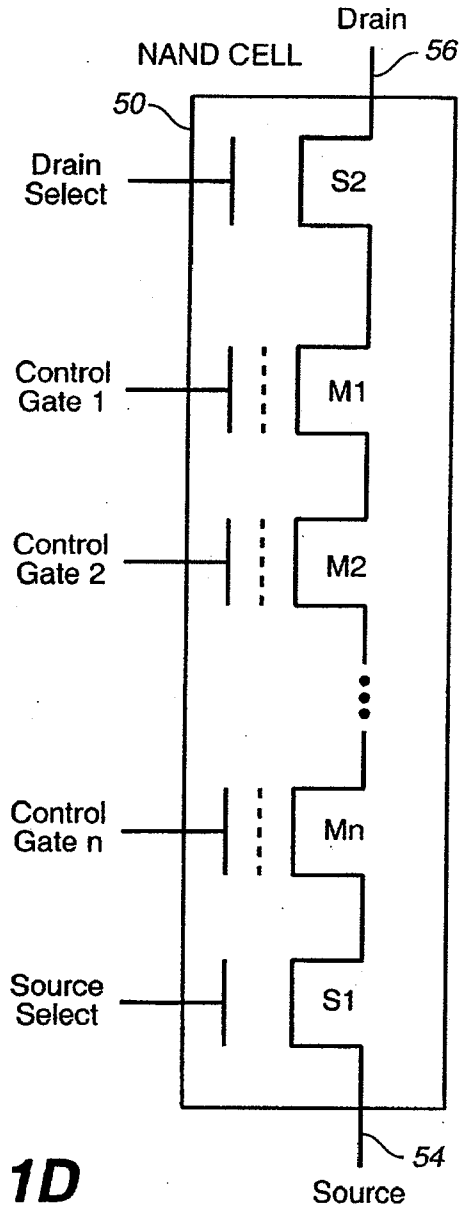 Drain
NAND CELL
56
50
Drain
Select
S2
Control
Gate 1
M1
Control
Gate 2
M2
Control
Gate n
Mn
Source
Select
S1
54
1D
Source